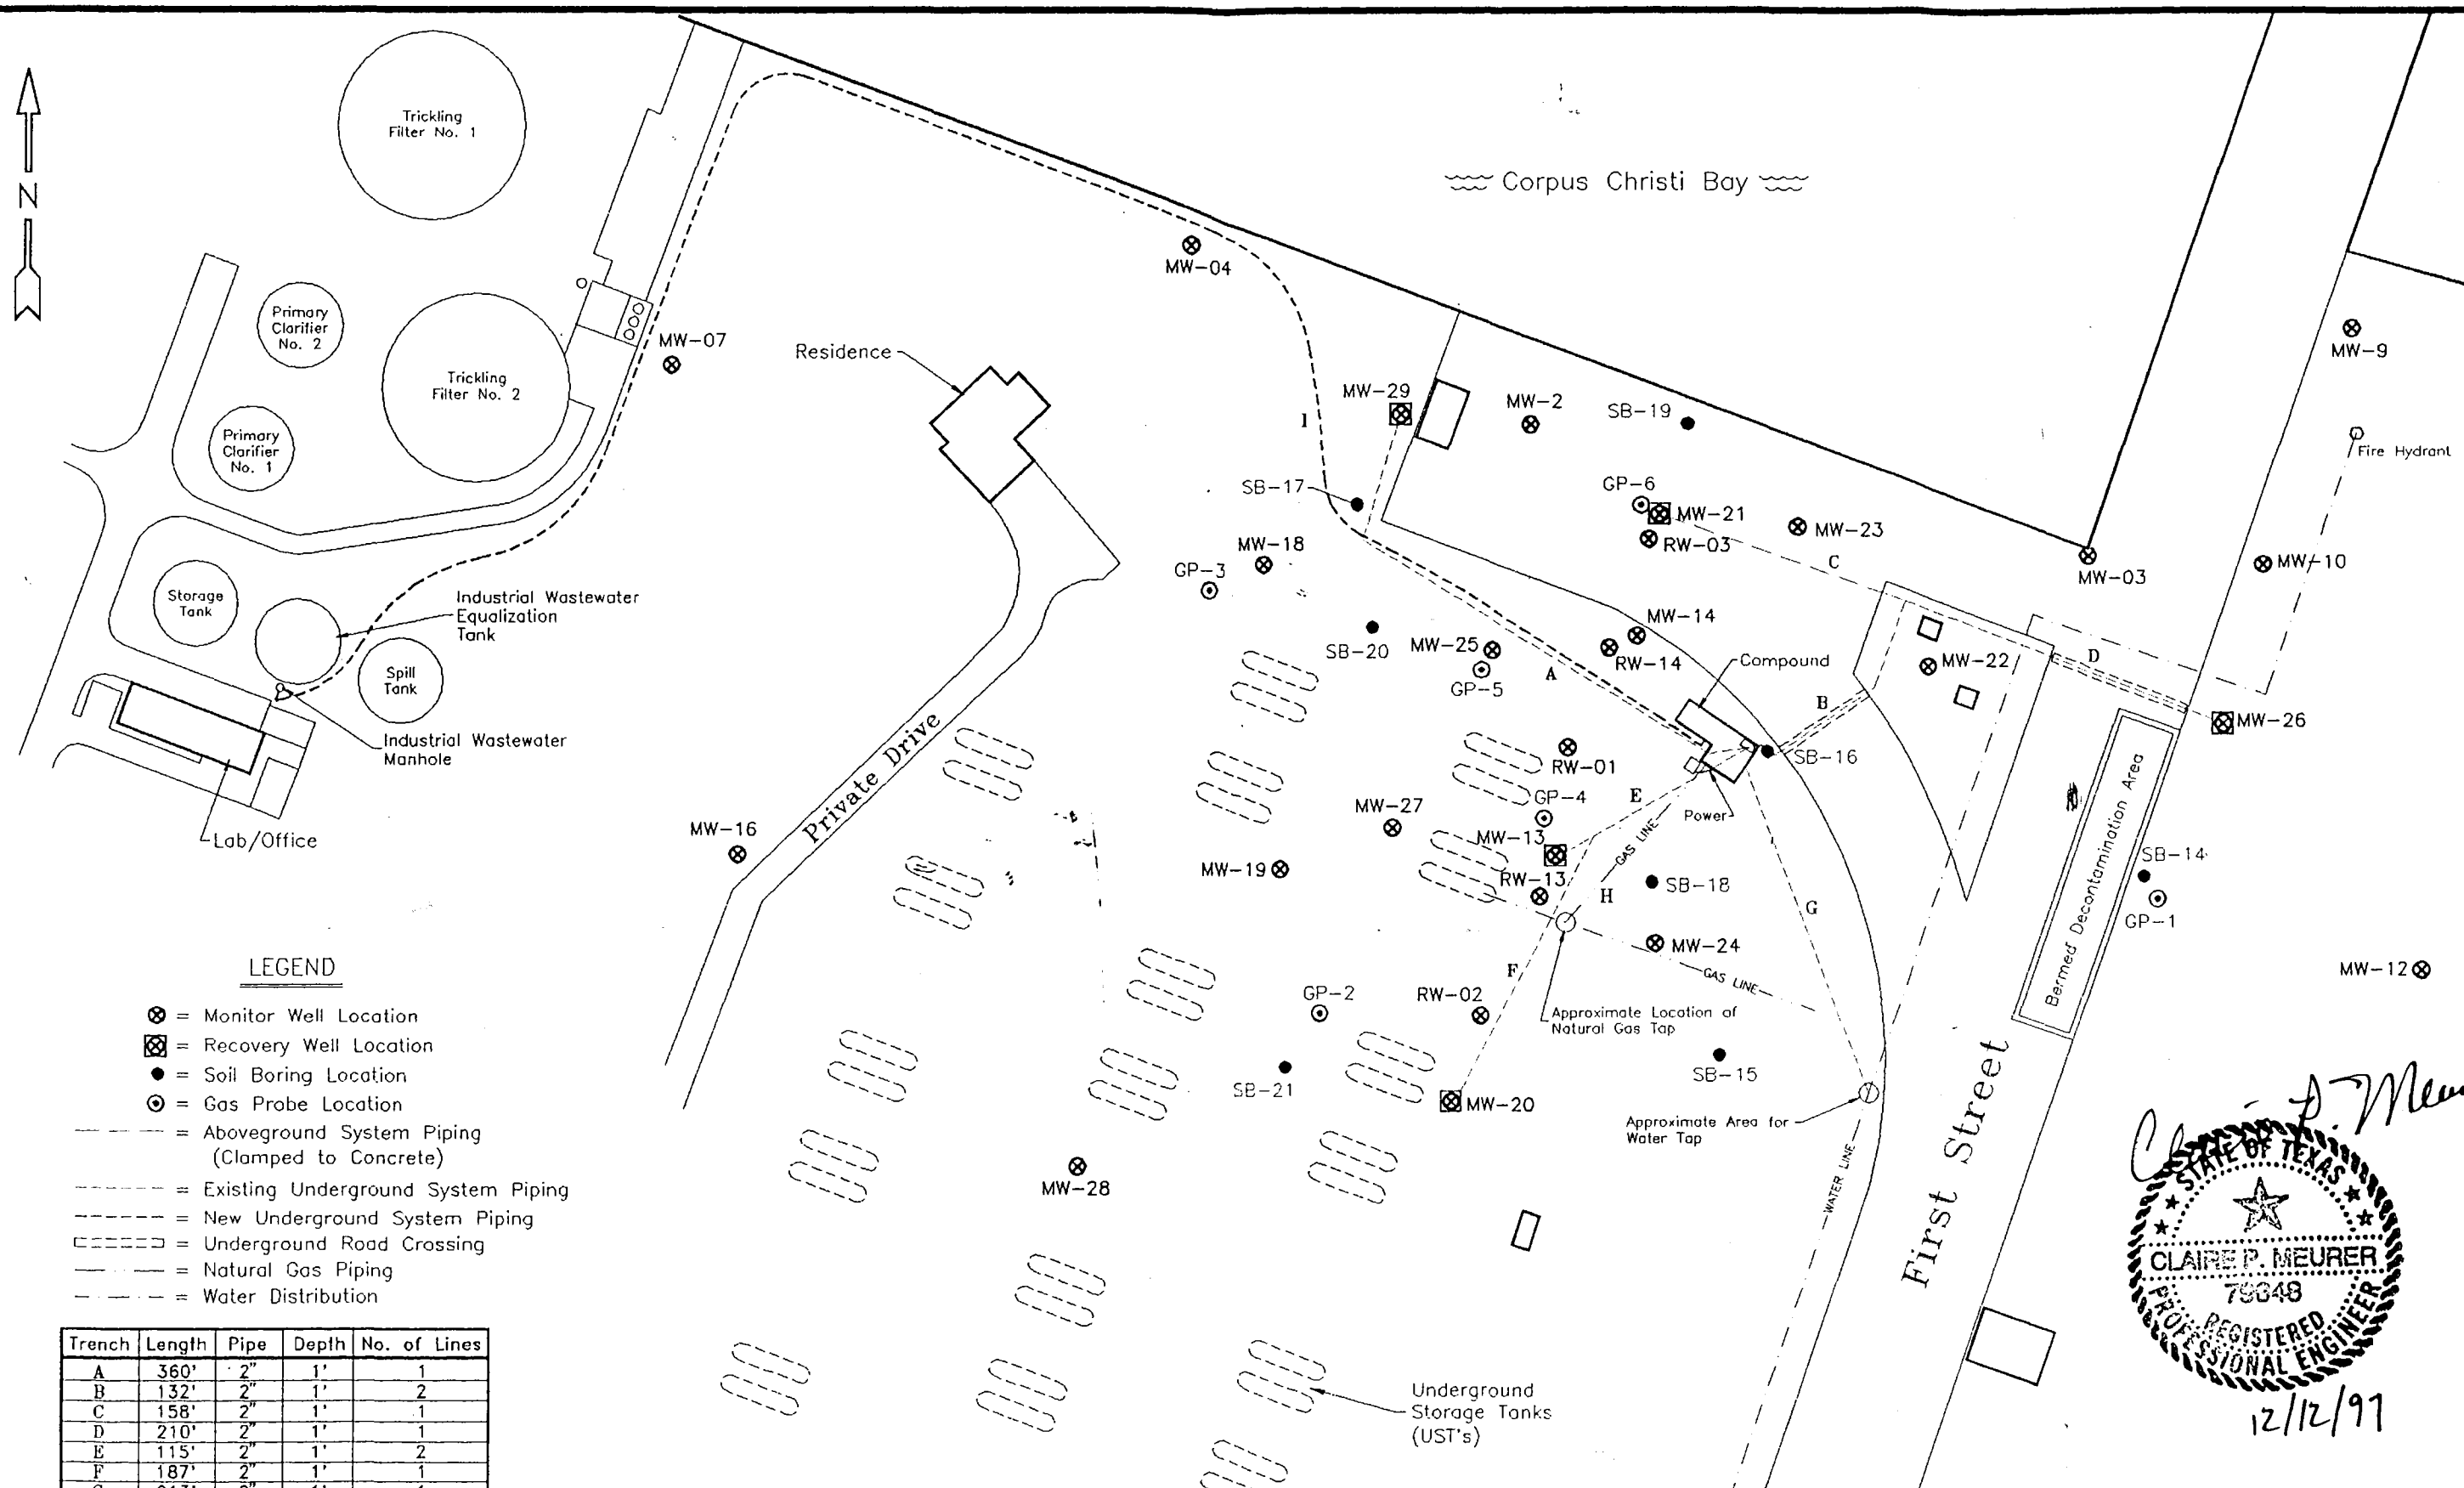 Trickling
Filter No. 1
N
Corpus Christi Bay
MW-04
Primary
Clarifier
No. 2
MW-07
Residence
Trickling
Filter No. 2
MW-9
MW-29
I
MW-2
SB-19
Primary
Clarifier
No. 1
Fire Hydrant
SB-17
GP-6
MW-21
MW-23
RW-03
C
MW-18
MW-03
MW-10
GP-3
Storage
Tank
Industrial Wastewater
Equalization
Tank
MW-14
SB-20
MW-25
RW-14
Compound
MW-22
D
GP-5
A
Spill
Tank
B
MW-26
Industrial Wastewater
Manhole
SB-16
RW-01
Private Drive
Lab/Office
MW-16
E
GP-4
MW-27
Power
MW-13
GAS LINE
Bermed Decontamination Area
SB-14
MW-19
RW-13
H
SB-18
G
GP-1
MW-24
F
GAS LINE
MW-12
GP-2
RW-02
Approximate Location of
Natural Gas Tap
SB-15
SB-21
MW-20
Approximate Area for
Water Tap
WATER LINE
First Street
MW-28
Underground
Storage Tanks
(UST's)
LEGEND
= Monitor Well Location
= Recovery Well Location
= Soil Boring Location
= Gas Probe Location
= Aboveground System Piping
(Clamped to Concrete)
= Existing Underground System Piping
= New Underground System Piping
= Underground Road Crossing
= Natural Gas Piping
= Water Distribution
Trench Length Pipe Depth No. of Lines
A 360' 2" 1' 1
B 132' 2" 1' 2
C 158' 2" 1' 1
D 210' 2" 1' 1
E 115' 2" 1' 2
F 187' 2" 1' 1
STATE OF TEXAS
CLAIRE P. MEURER
REGISTERED
PROFESSIONAL ENGINEER
12/12/97